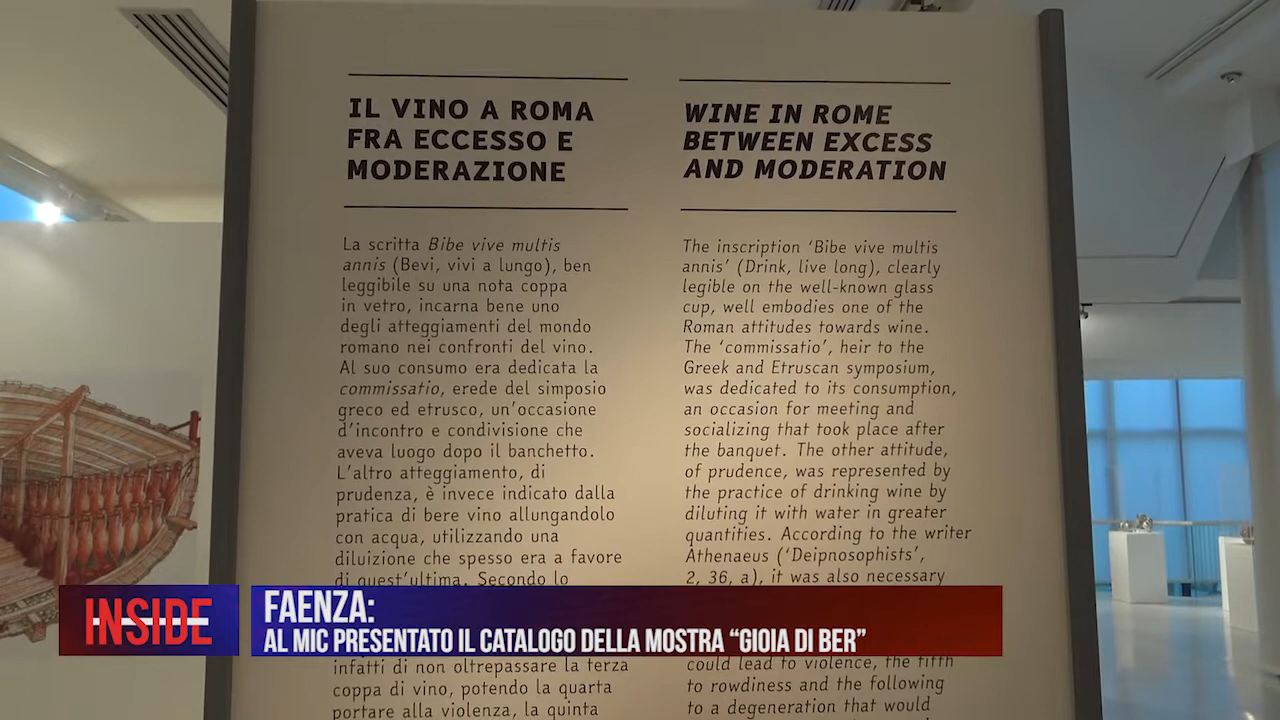 IL VINO A ROMA
FRA ECCESSO E
MODERAZIONE
La scritta Bibe vive multis
annis (Bevi, vivi a lungo), ben
leggibile su una nota coppa
in vetro, incarna bene uno
degli atteggiamenti del mondo
romano nei confronti del vino.
Al suo consumo era dedicata la
commissatio, erede del simposio
greco ed etrusco, un'occasione
d'incontro e condivisione che
aveva luogo dopo il banchetto.
L'altro atteggiamento, di
prudenza, è invece indicato dalla
pratica di bere vino allungandolo
con acqua, utilizzando una
diluizione che spesso era a favore
di quest'ultima. Secondo lo
infatti di non oltrepassare la terza
coppa di vino, potendo la quarta
portare alla violenza, la quinta
WINE IN ROME
BETWEEN EXCESS
AND MODERATION
The inscription 'Bibe vive multis
annis' (Drink, live long), clearly
legible on the well-known glass
cup, well embodies one of the
Roman attitudes towards wine.
The 'commissatio', heir to the
Greek and Etruscan symposium,
was dedicated to its consumption,
an occasion for meeting and
socializing that took place after
the banquet. The other attitude,
of prudence, was represented by
the practice of drinking wine by
diluting it with water in greater
quantities. According to the writer
Athenaeus ('Deipnosophists',
2, 36, a), it was also necessary
could lead to violence, the fifth
to rowdiness and the following
to a degeneration that would
INSIDE
FAENZA:
AL MIC PRESENTATO IL CATALOGO DELLA MOSTRA “GIOIA DI BER”